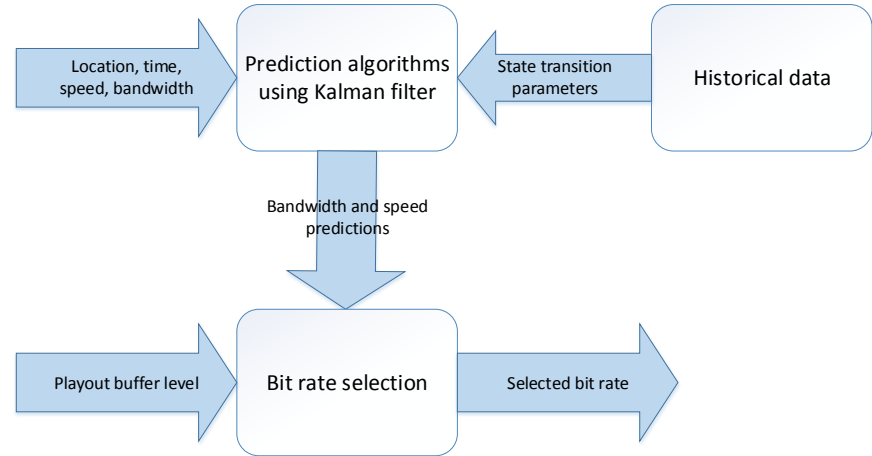 Location, time,
speed, bandwidth
Prediction algorithms
using Kalman filter
State transition
parameters
Historical data
Bandwidth and speed
predictions
Playout buffer level
Bit rate selection
Selected bit rate